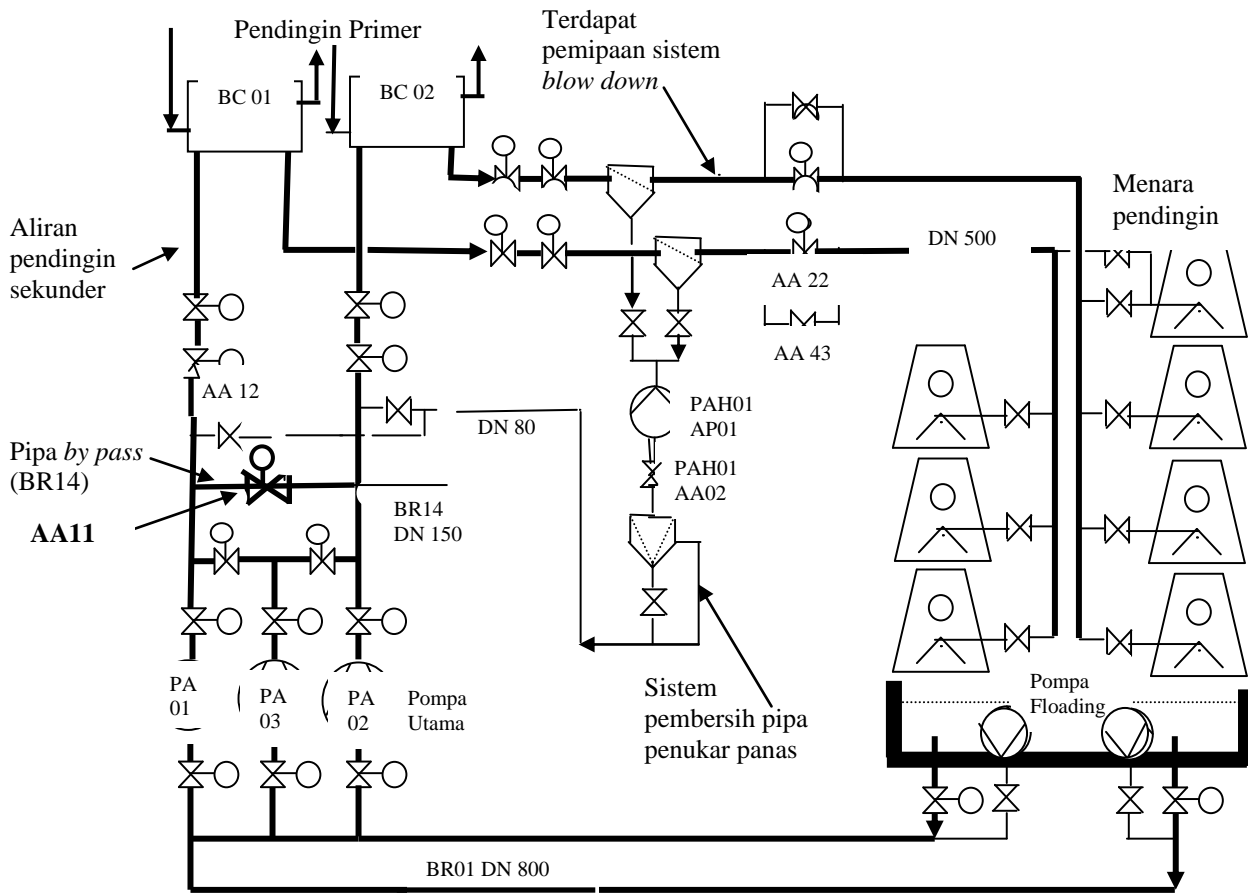 Pendingin Primer
Terdapat
pemipaan sistem
blow down
BC 01
BC 02
Menara
pendingin
Aliran
pendingin
sekunder
DN 500
AA 22
AA 43
AA 12
PAH01
AP01
DN 80
Pipa by pass
(BR14)
PAH01
AA02
BR14
DN 150
AA11
PA
01
PA
03
PA
02
Pompa
Utama
Sistem
pembersih pipa
penukar panas
Pompa
Floading
BR01 DN 800